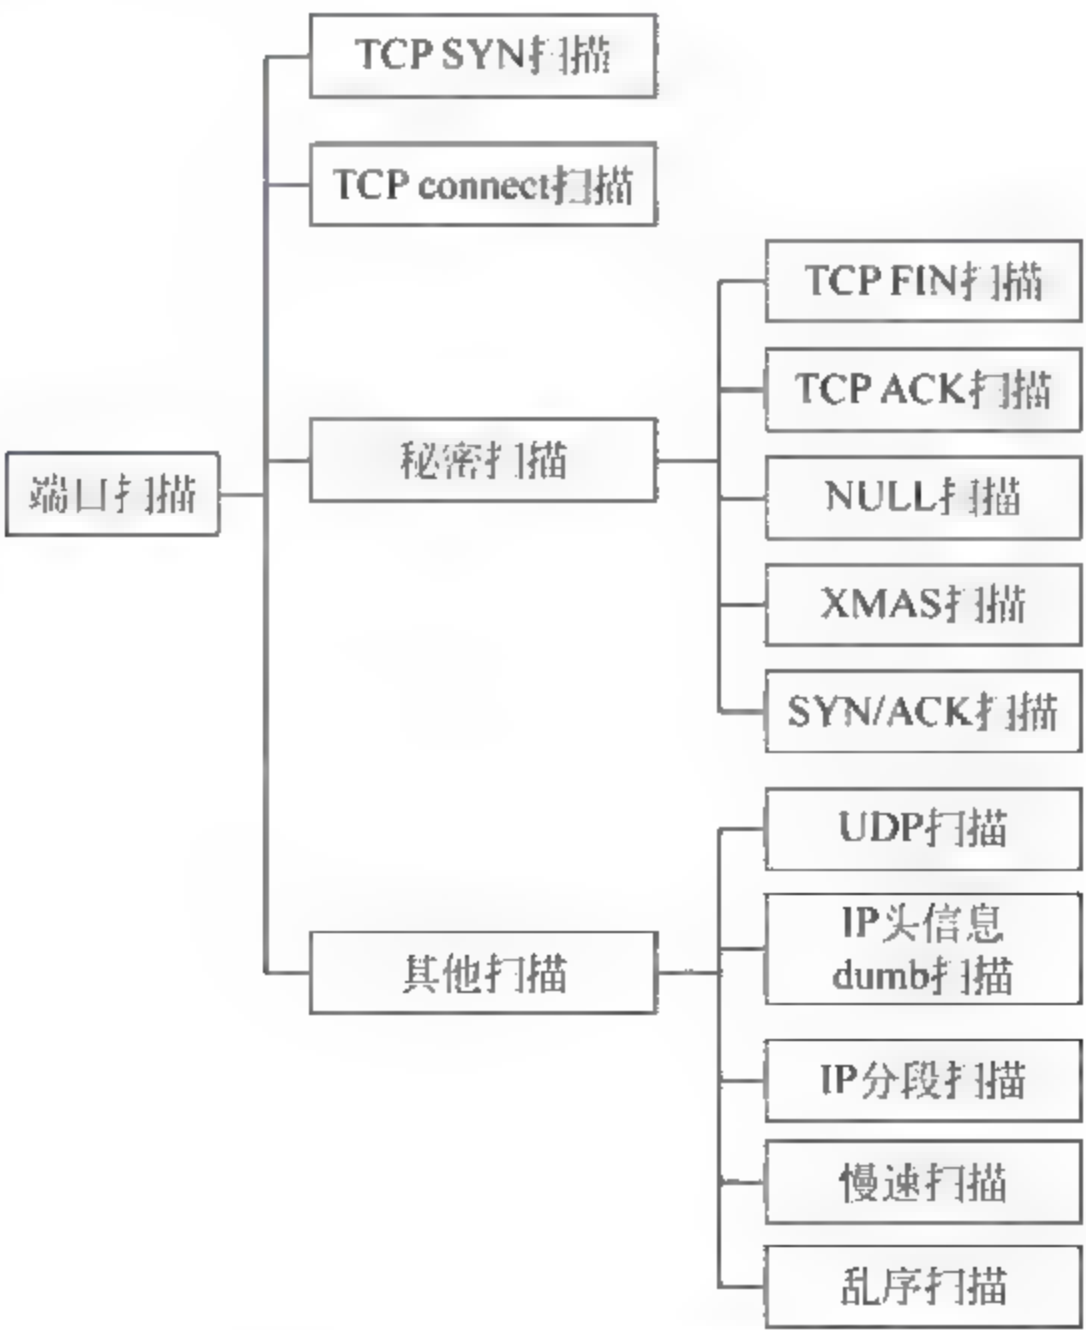 TCP SYN扫描
TCP connect扫描
TCP FIN扫描
TCP ACK扫描
秘密扫描
端口扫描
NULL扫描
XMAS扫描
SYN/ACK扫描
UDP扫描
IP头信息
dumb扫描
其他扫描
IP分段扫描
慢速扫描
乱序扫描